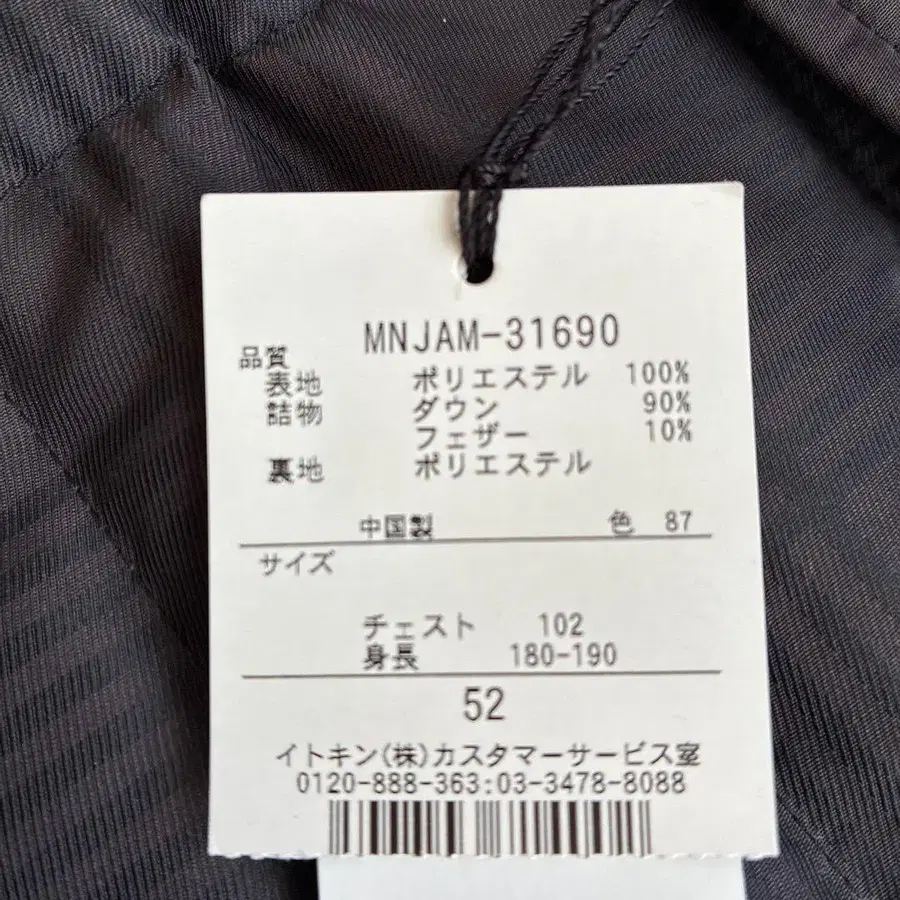 MNJAM-31690
品質
表地 ポリエステル 100%
詰物 ダウン 90%
フェザー 10%
裏地 ポリエステル
中国製 色 87
サイズ
チェスト 102
身長 180-190
52
イトキン(株)カスタマーサービス室
0120-888-363:03-3478-8088